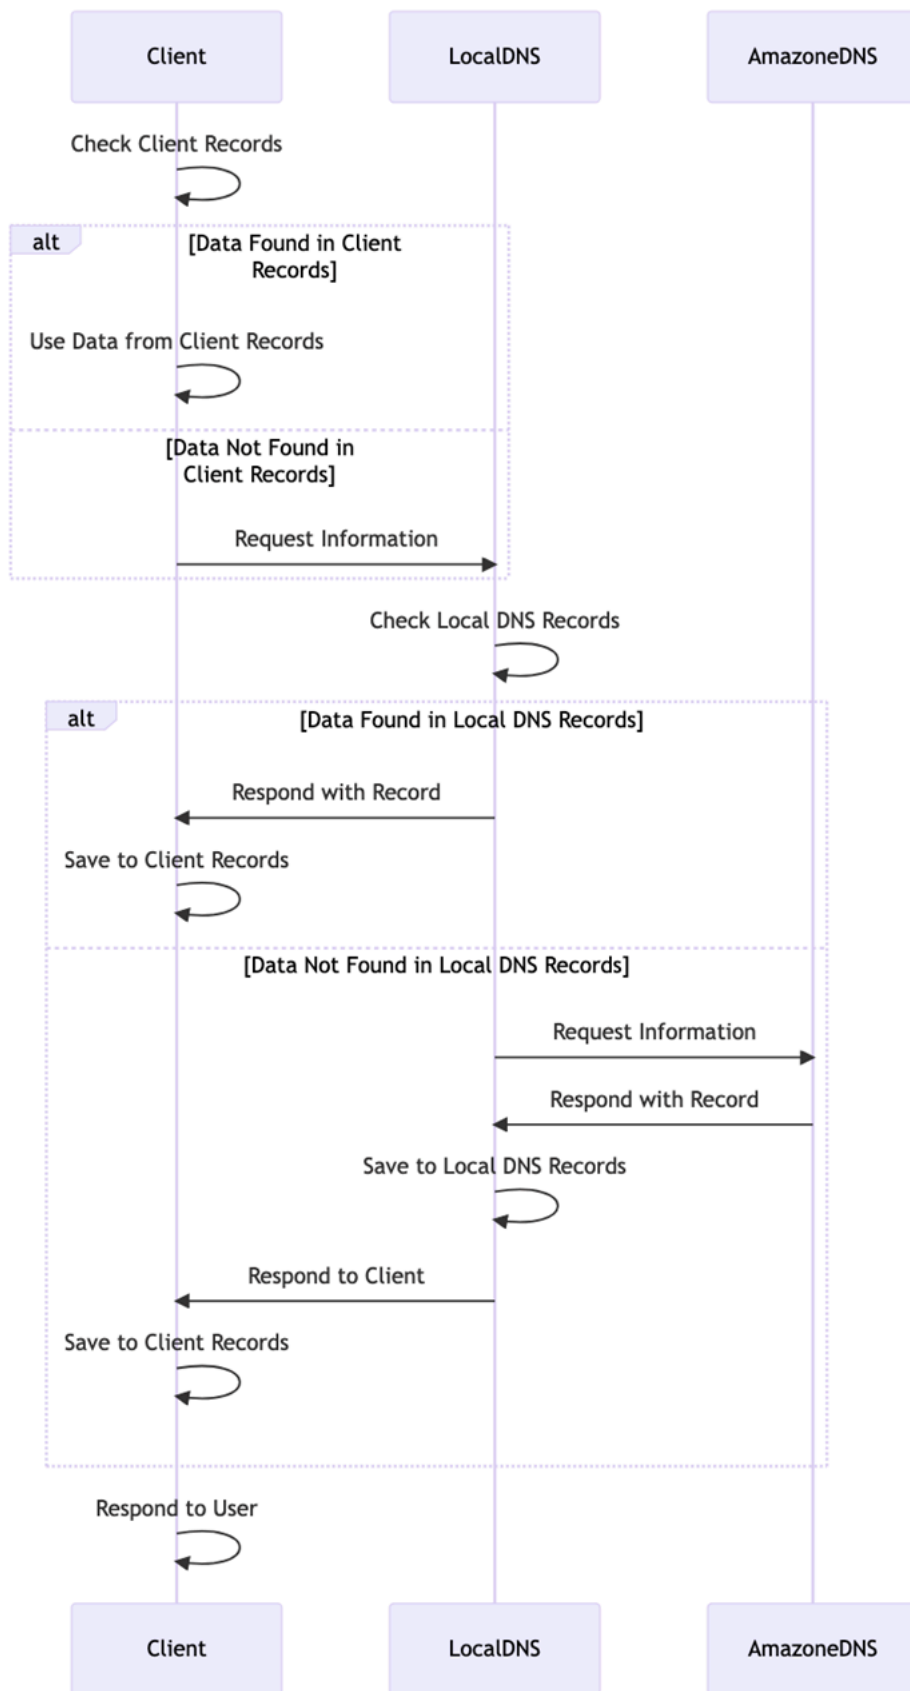 Client
LocalDNS
AmazoneDNS
Check Client Records
alt
[Data Found in Client
Records]
Use Data from Client Records
[Data Not Found in
Client Records]
Request Information
Check Local DNS Records
alt
[Data Found in Local DNS Records]
Respond with Record
Save to Client Records
[Data Not Found in Local DNS Records]
Request Information
Respond with Record
Save to Local DNS Records
Respond to Client
Save to Client Records
Respond to User
Client
LocalDNS
AmazoneDNS